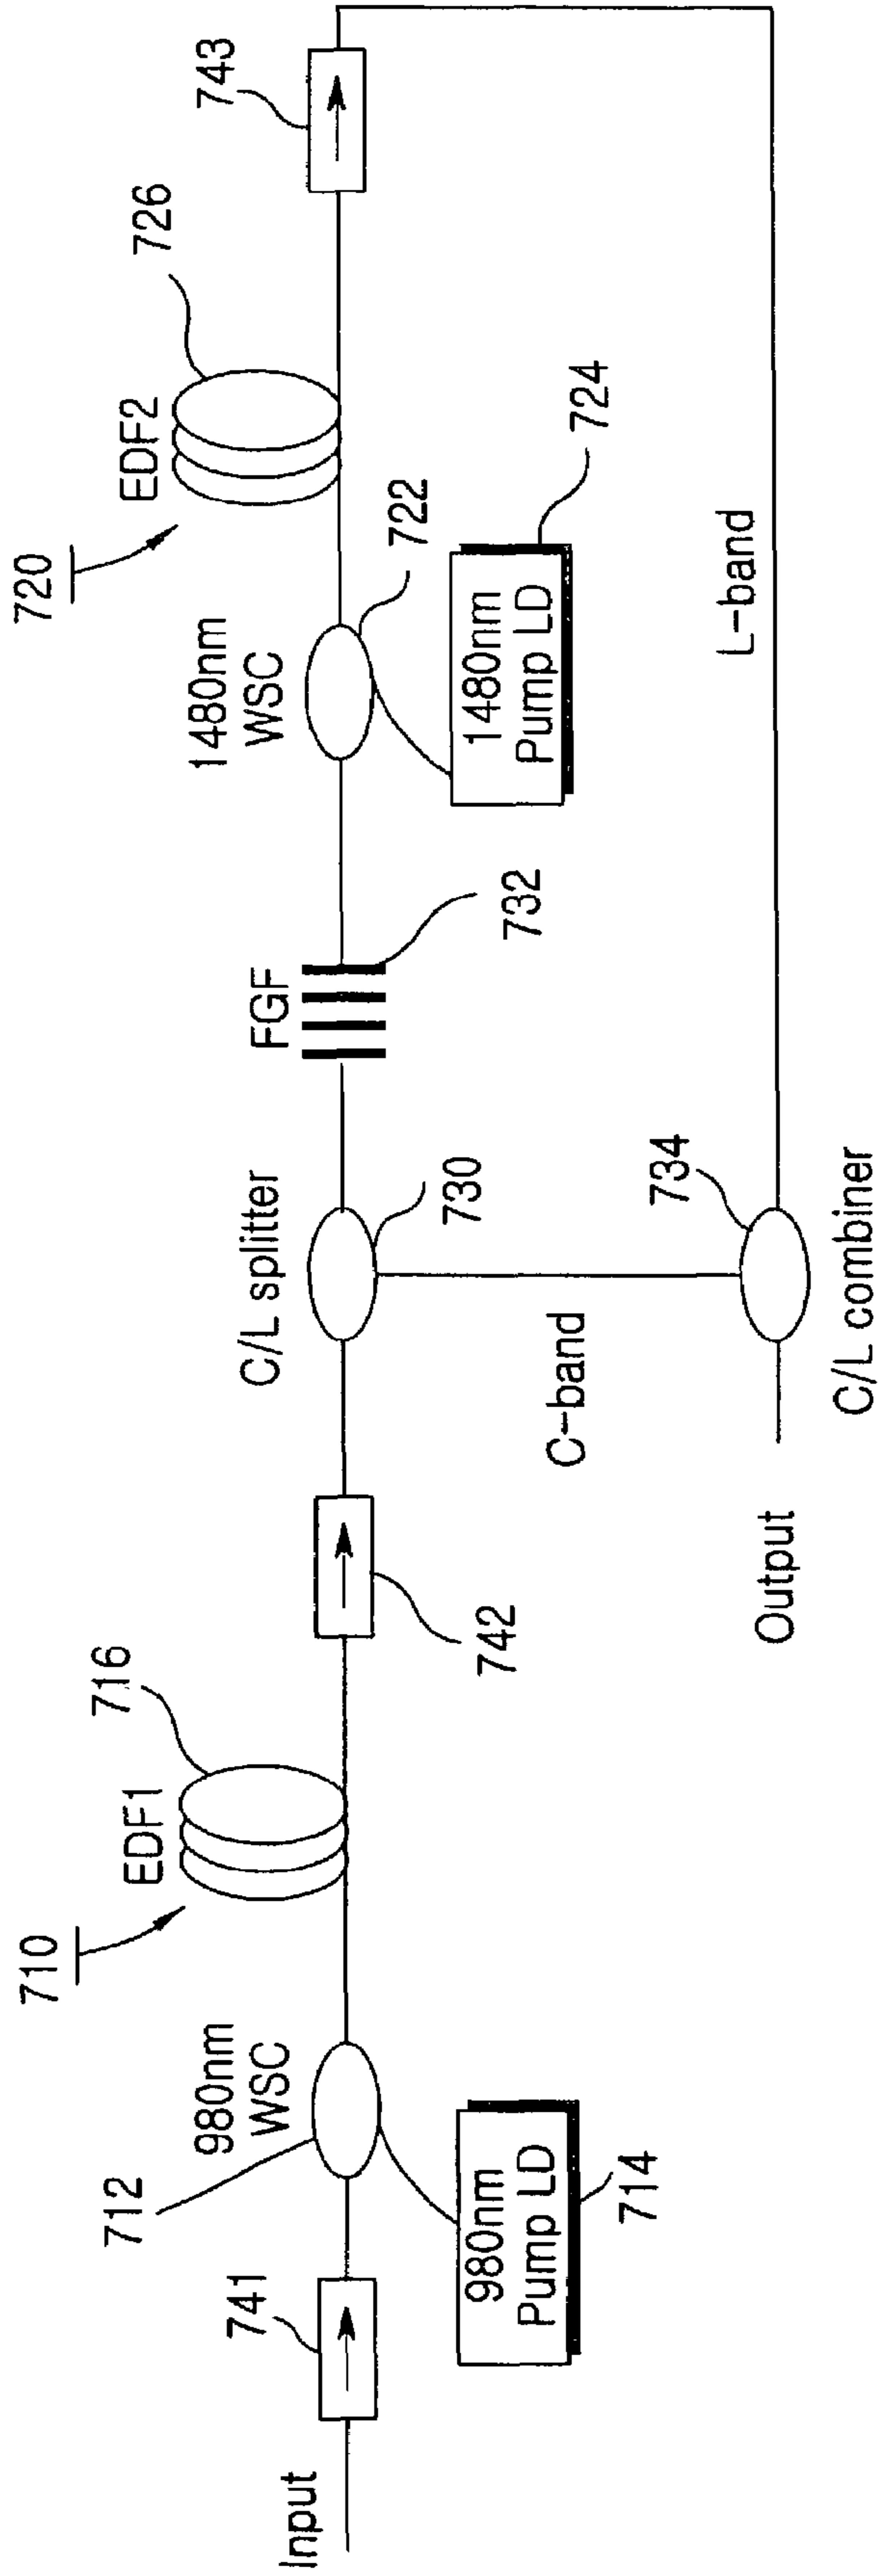 Input
741
712
980nm
WSC
980nm
Pump LD
714
710
EDF1
716
742
C/L splitter
730
FGF
732
1480nm
WSC
722
1480nm
Pump LD
724
720
EDF2
726
743
C-band
L-band
734
C/L combiner
Output